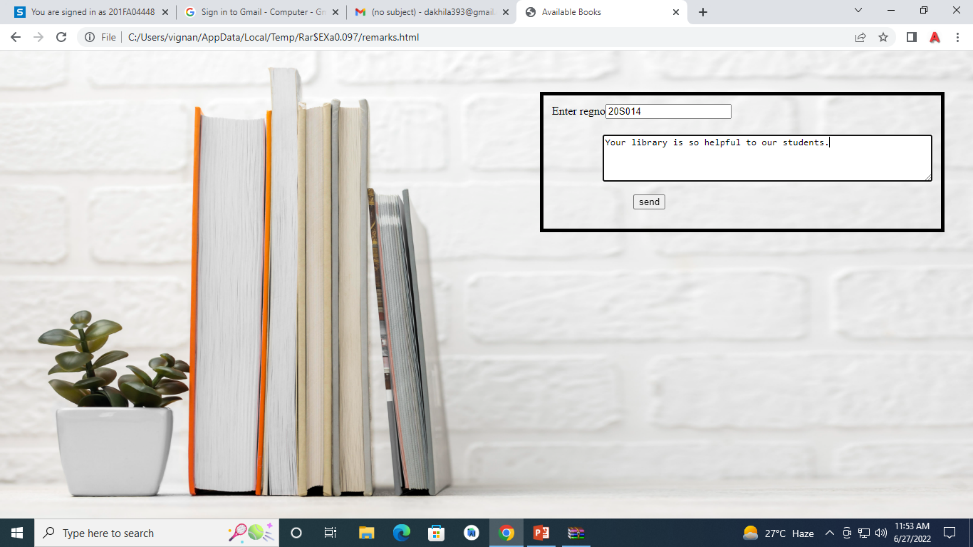 You are signed in as 201FA04448
Sign in to Gmail - Computer - Gr
(no subject) - dakhila393@gmail.
Available Books
File
C:/Users/vignan/AppData/Local/Temp/Rar$EXa0.097/remarks.html
Enter regno 20S014
Your library is so helpful to our students.
send
Type here to search
27°C Haze
11:53 AM
6/27/2022